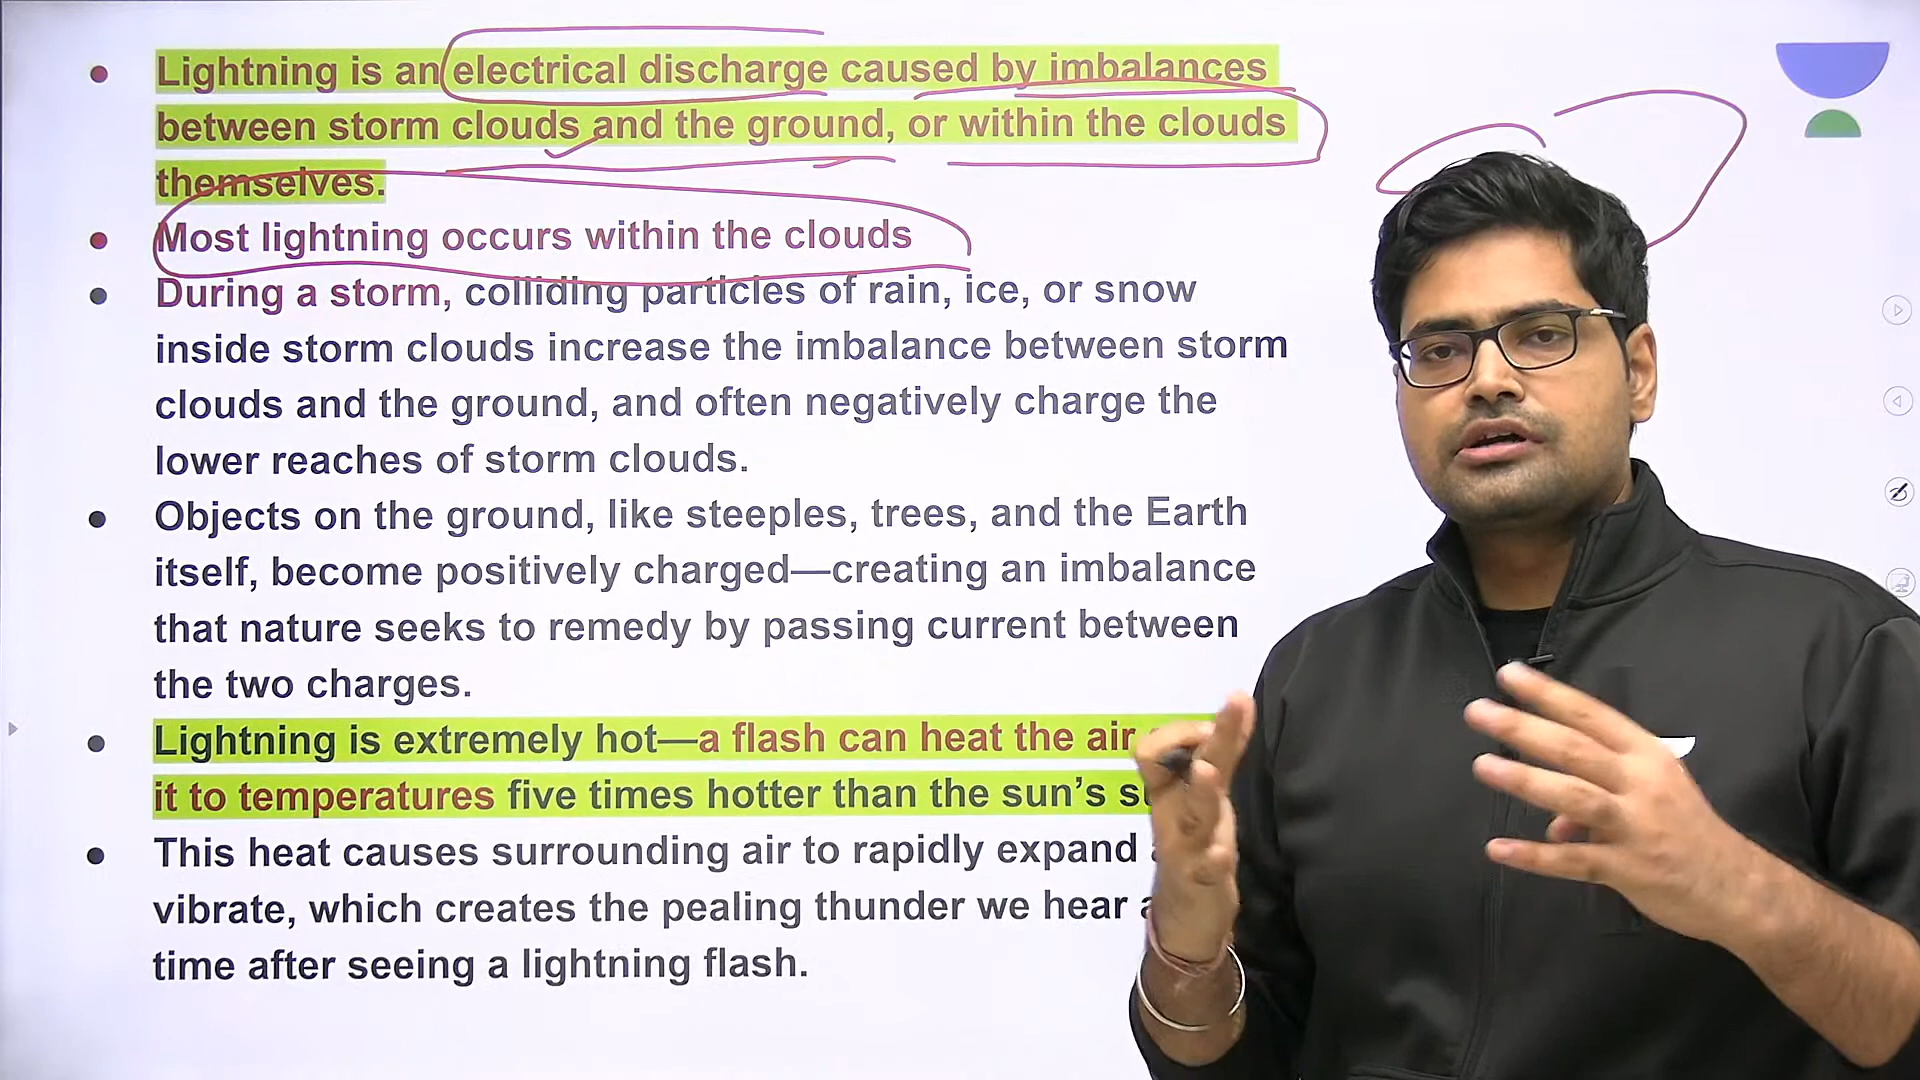 Lightning is an electrical discharge caused by imbalances
between storm clouds and the ground, or within the clouds
themselves.
Most lightning occurs within the clouds
During a storm, colliding particles of rain, ice, or snow
inside storm clouds increase the imbalance between storm
clouds and the ground, and often negatively charge the
lower reaches of storm clouds.
Objects on the ground, like steeples, trees, and the Earth
itself, become positively charged—creating an imbalance
that nature seeks to remedy by passing current between
the two charges.
Lightning is extremely hot—a flash can heat the air
it to temperatures five times hotter than the sun's
This heat causes surrounding air to rapidly expand
vibrate, which creates the pealing thunder we hear
time after seeing a lightning flash.